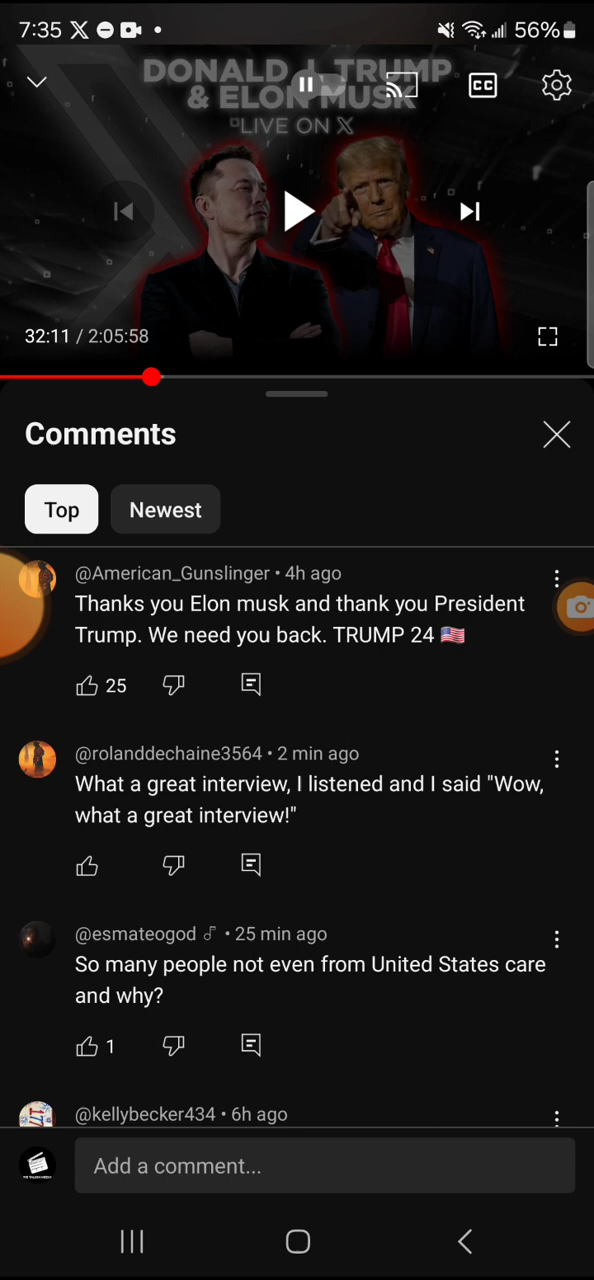 7:35
56%
DONALD J. TRUMP
& ELON MUSK
LIVE ON X
CC
32:11 / 2:05:58
Comments
Top
Newest
@American_Gunslinger • 4h ago
Thanks you Elon musk and thank you President
Trump. We need you back. TRUMP 24 🇺🇸
25
@rolanddechaine3564 • 2 min ago
What a great interview, I listened and I said "Wow,
what a great interview!"
@esmateogod • 25 min ago
So many people not even from United States care
and why?
1
@kellybecker434 • 6h ago
Add a comment...